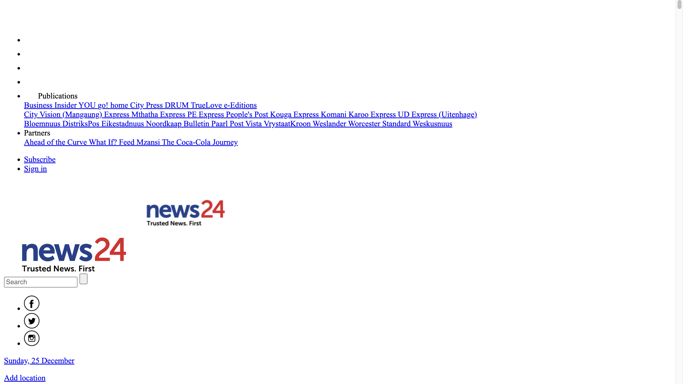 Publications
Business Insider YOU go! home City Press DRUM TrueLove e-Editions
City Vision (Mangaung) Express Mthatha Express PE Express People's Post Kouga Express Komani Karoo Express UD Express (Uitenhage)
Bloemnuus DistriksPos Eikestadnuus Noordkaap Bulletin Paarl Post Vista VrystaatKroon Weslander Worcester Standard Weskusnuus
Partners
Ahead of the Curve What If? Feed Mzansi The Coca-Cola Journey
Subscribe
Sign in
news24
Trusted News. First
news24
Trusted News. First
Search
Sunday, 25 December
Add location